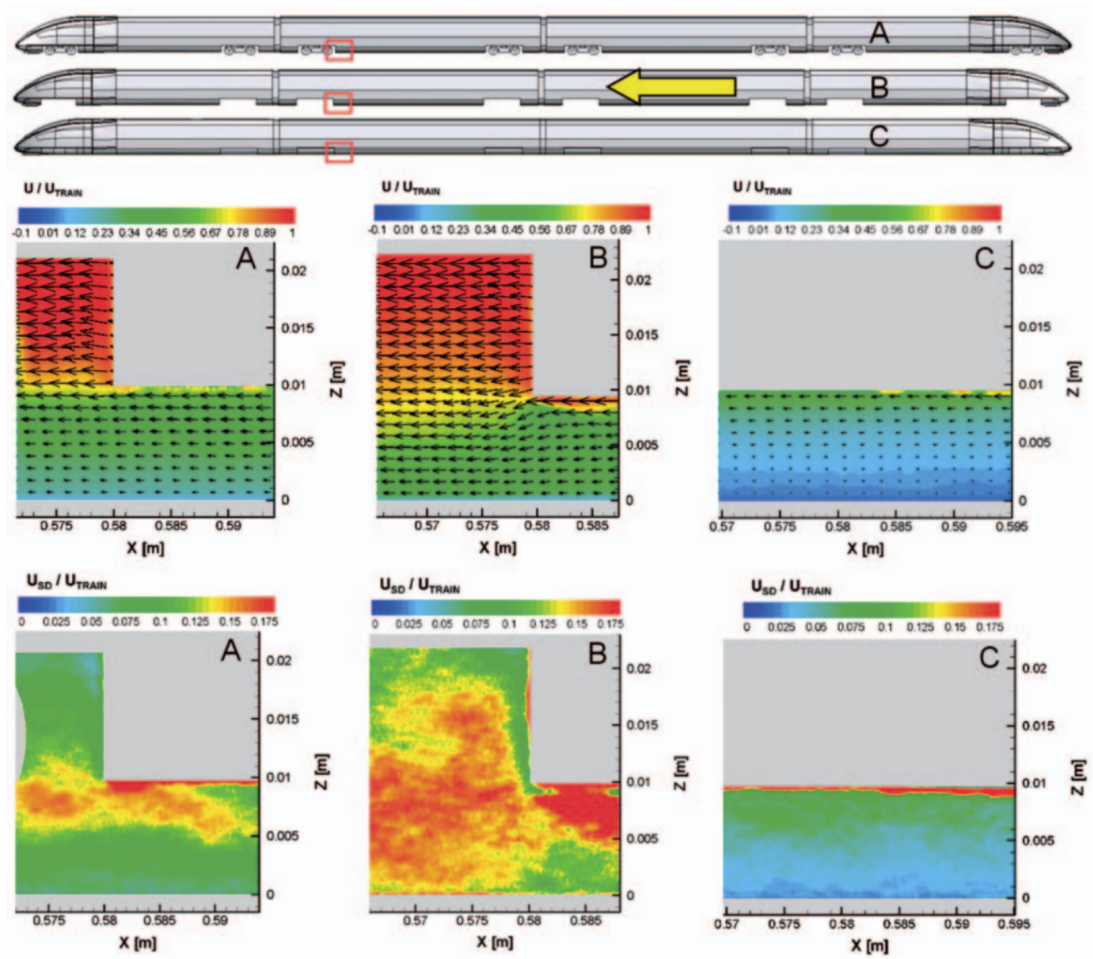 A
B
C
U / U_TRAIN
-0.1 0.01 0.12 0.23 0.34 0.45 0.56 0.67 0.78 0.89 1
A
0.02
0.015
0.01
0.005
0
Z [m]
0.575 0.58 0.585 0.59
X [m]
U / U_TRAIN
-0.1 0.01 0.12 0.23 0.34 0.45 0.56 0.67 0.78 0.89 1
B
0.02
0.015
0.01
0.005
0
Z [m]
0.57 0.575 0.58 0.585
X [m]
U / U_TRAIN
-0.1 0.01 0.12 0.23 0.34 0.45 0.56 0.67 0.78 0.89 1
C
0.02
0.015
0.01
0.005
0
Z [m]
0.57 0.575 0.58 0.585 0.59 0.595
X [m]
U_SD / U_TRAIN
0 0.025 0.05 0.075 0.1 0.125 0.15 0.175
A
0.02
0.015
0.01
0.005
0
Z [m]
0.575 0.58 0.585 0.59
X [m]
U_SD / U_TRAIN
0 0.025 0.05 0.075 0.1 0.125 0.15 0.175
B
0.02
0.015
0.01
0.005
0
Z [m]
0.57 0.575 0.58 0.585
X [m]
U_SD / U_TRAIN
0 0.025 0.05 0.075 0.1 0.125 0.15 0.175
C
0.02
0.015
0.01
0.005
0
Z [m]
0.57 0.575 0.58 0.585 0.59 0.595
X [m]